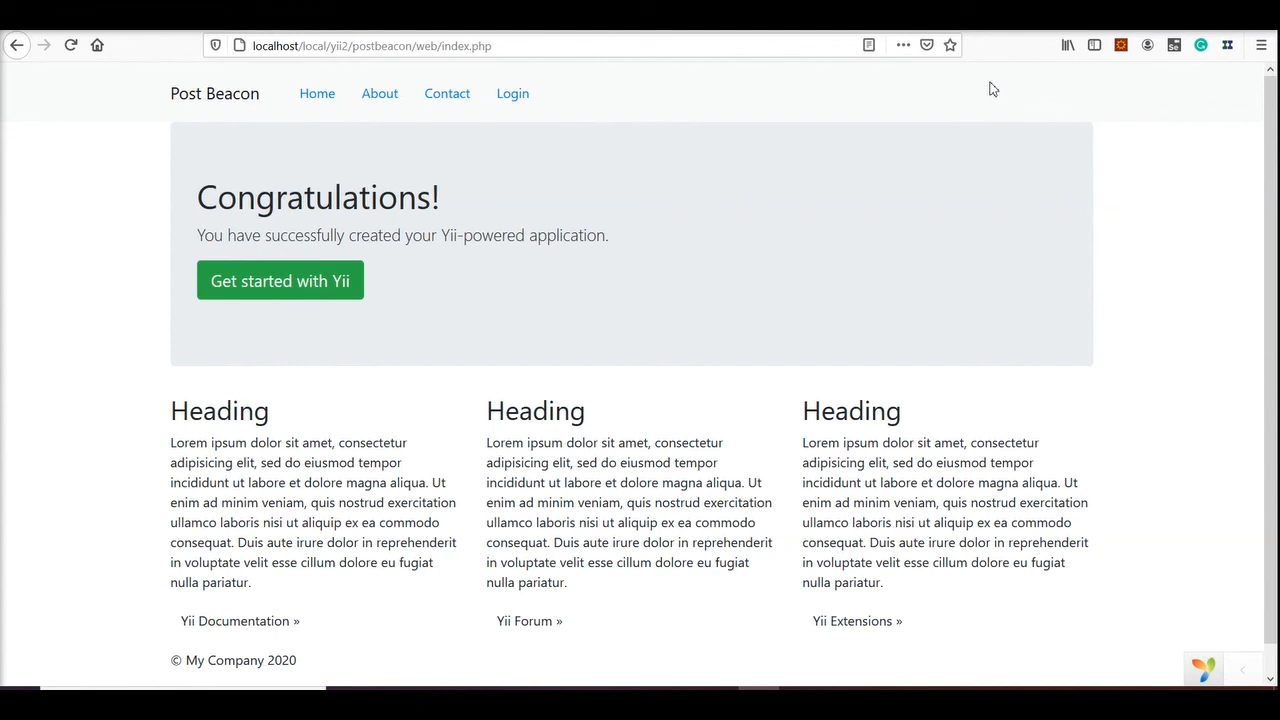 localhost/local/yii2/postbeacon/web/index.php
Post Beacon Home About Contact Login
Congratulations!
You have successfully created your Yii-powered application.
Get started with Yii
Heading
Lorem ipsum dolor sit amet, consectetur
adipisicing elit, sed do eiusmod tempor
incididunt ut labore et dolore magna aliqua. Ut
enim ad minim veniam, quis nostrud exercitation
ullamco laboris nisi ut aliquip ex ea commodo
consequat. Duis aute irure dolor in reprehenderit
in voluptate velit esse cillum dolore eu fugiat
nulla pariatur.
Yii Documentation »
Heading
Lorem ipsum dolor sit amet, consectetur
adipisicing elit, sed do eiusmod tempor
incididunt ut labore et dolore magna aliqua. Ut
enim ad minim veniam, quis nostrud exercitation
ullamco laboris nisi ut aliquip ex ea commodo
consequat. Duis aute irure dolor in reprehenderit
in voluptate velit esse cillum dolore eu fugiat
nulla pariatur.
Yii Forum »
Heading
Lorem ipsum dolor sit amet, consectetur
adipisicing elit, sed do eiusmod tempor
incididunt ut labore et dolore magna aliqua. Ut
enim ad minim veniam, quis nostrud exercitation
ullamco laboris nisi ut aliquip ex ea commodo
consequat. Duis aute irure dolor in reprehenderit
in voluptate velit esse cillum dolore eu fugiat
nulla pariatur.
Yii Extensions »
© My Company 2020